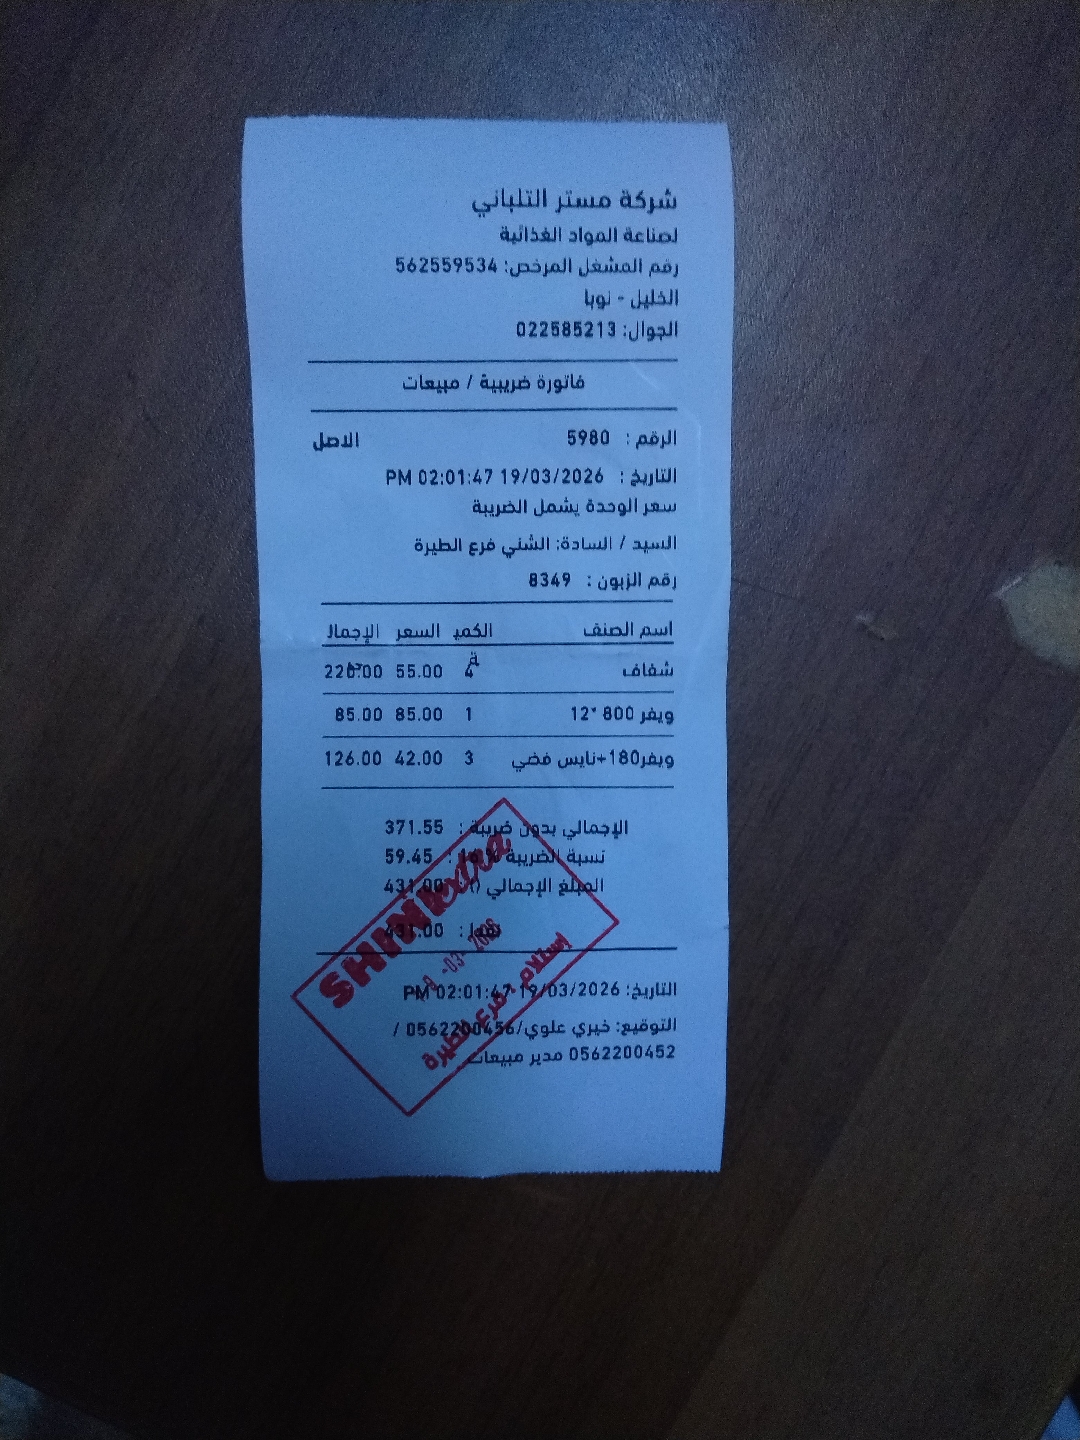 شركة مستر التلباني
لصناعة المواد الغذائية
رقم المشغل المرخص: 562559534
الخليل - نوبا
الجوال: 022585213
فاتورة ضريبية / مبيعات
الرقم : 5980 الاصل
التاريخ : 19/03/2026 02:01:47 PM
سعر الوحدة يشمل الضريبة
السيد / السادة: الشني فرع الطيرة
رقم الزبون : 8349
اسم الصنف الكمية السعر الإجمالي
شفاف 4 55.00 220.00
ويفر 800 *12 1 85.00 85.00
ويفر180+نايس فضي 3 42.00 126.00
الإجمالي بدون ضريبة : 371.55
نسبة الضريبة % : 59.45
المبلغ الإجمالي 431.00
نقدا : 431.00
التاريخ: 19/03/2026 02:01:47 PM
التوقيع: خيري علوي/0562200456 /
0562200452 مدير مبيعات
-03-
إستلام - فرع الطيرة